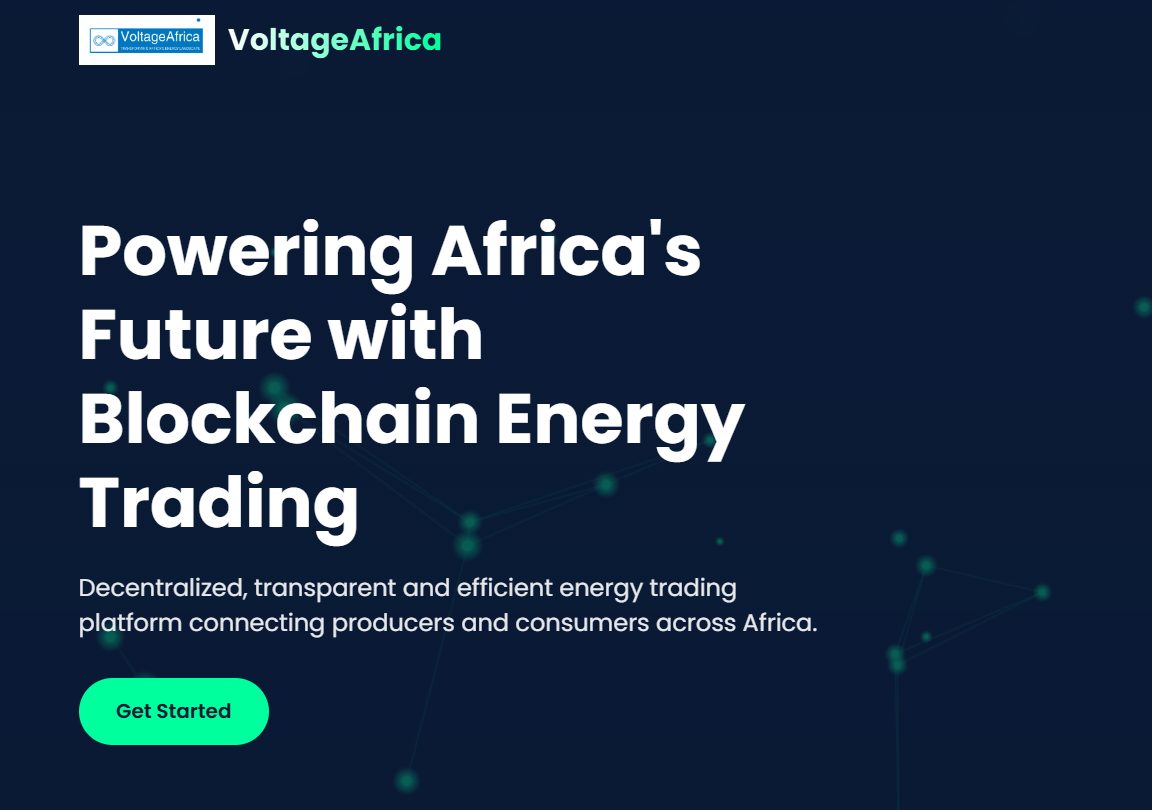 VoltageAfrica
VoltageAfrica
Powering Africa's
Future with
Blockchain Energy
Trading
Decentralized, transparent and efficient energy trading
platform connecting producers and consumers across Africa.
Get Started